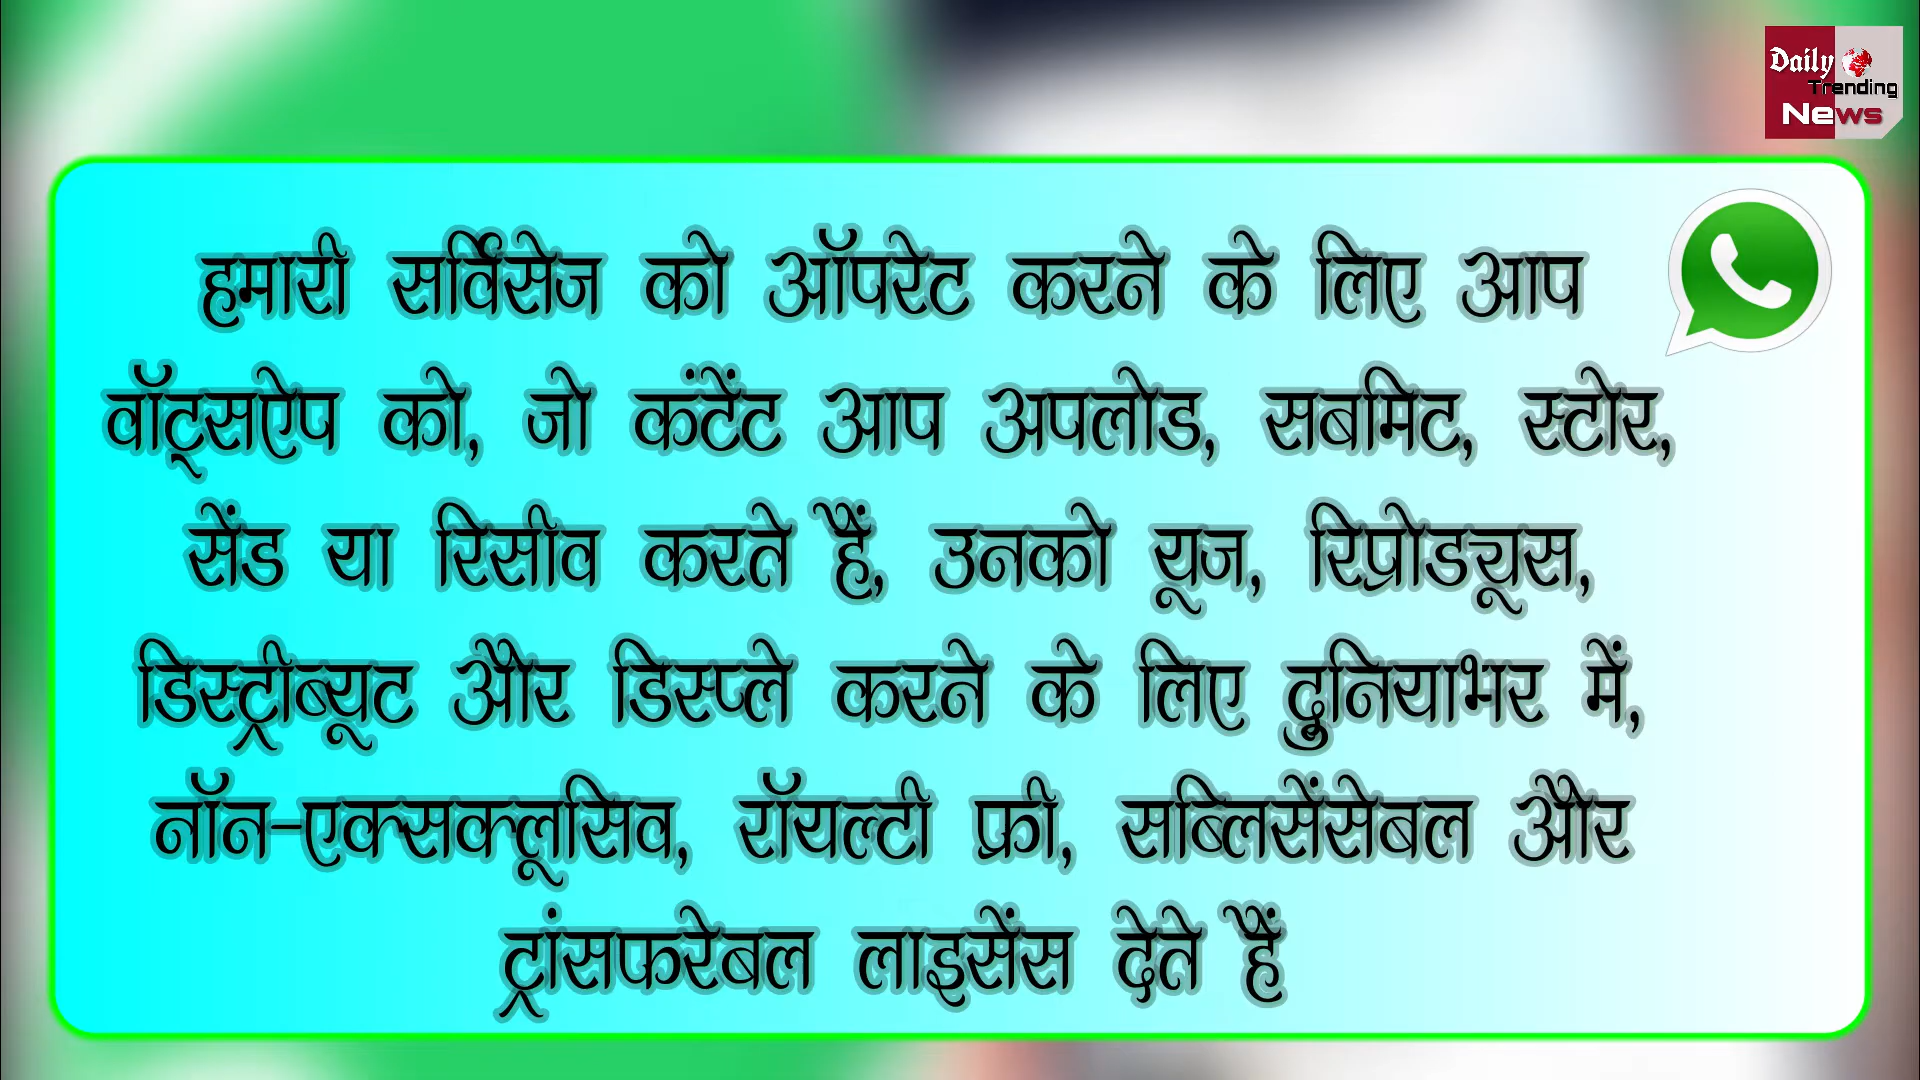 Daily
Trending
News
हमारी सर्विसेज को ऑपरेट करने के लिए आप
वॉट्सऐप को, जो कंटेंट आप अपलोड, सबमिट, स्टोर,
सेंड या रिसीव करते हैं, उनको यूज, रिप्रोड्यूस,
डिस्ट्रीब्यूट और डिस्प्ले करने के लिए दुनियाभर में,
नॉन-एक्सक्लूसिव, रॉयल्टी फ्री, सब्लिसेंसेबल और
ट्रांसफरेबल लाइसेंस देते हैं